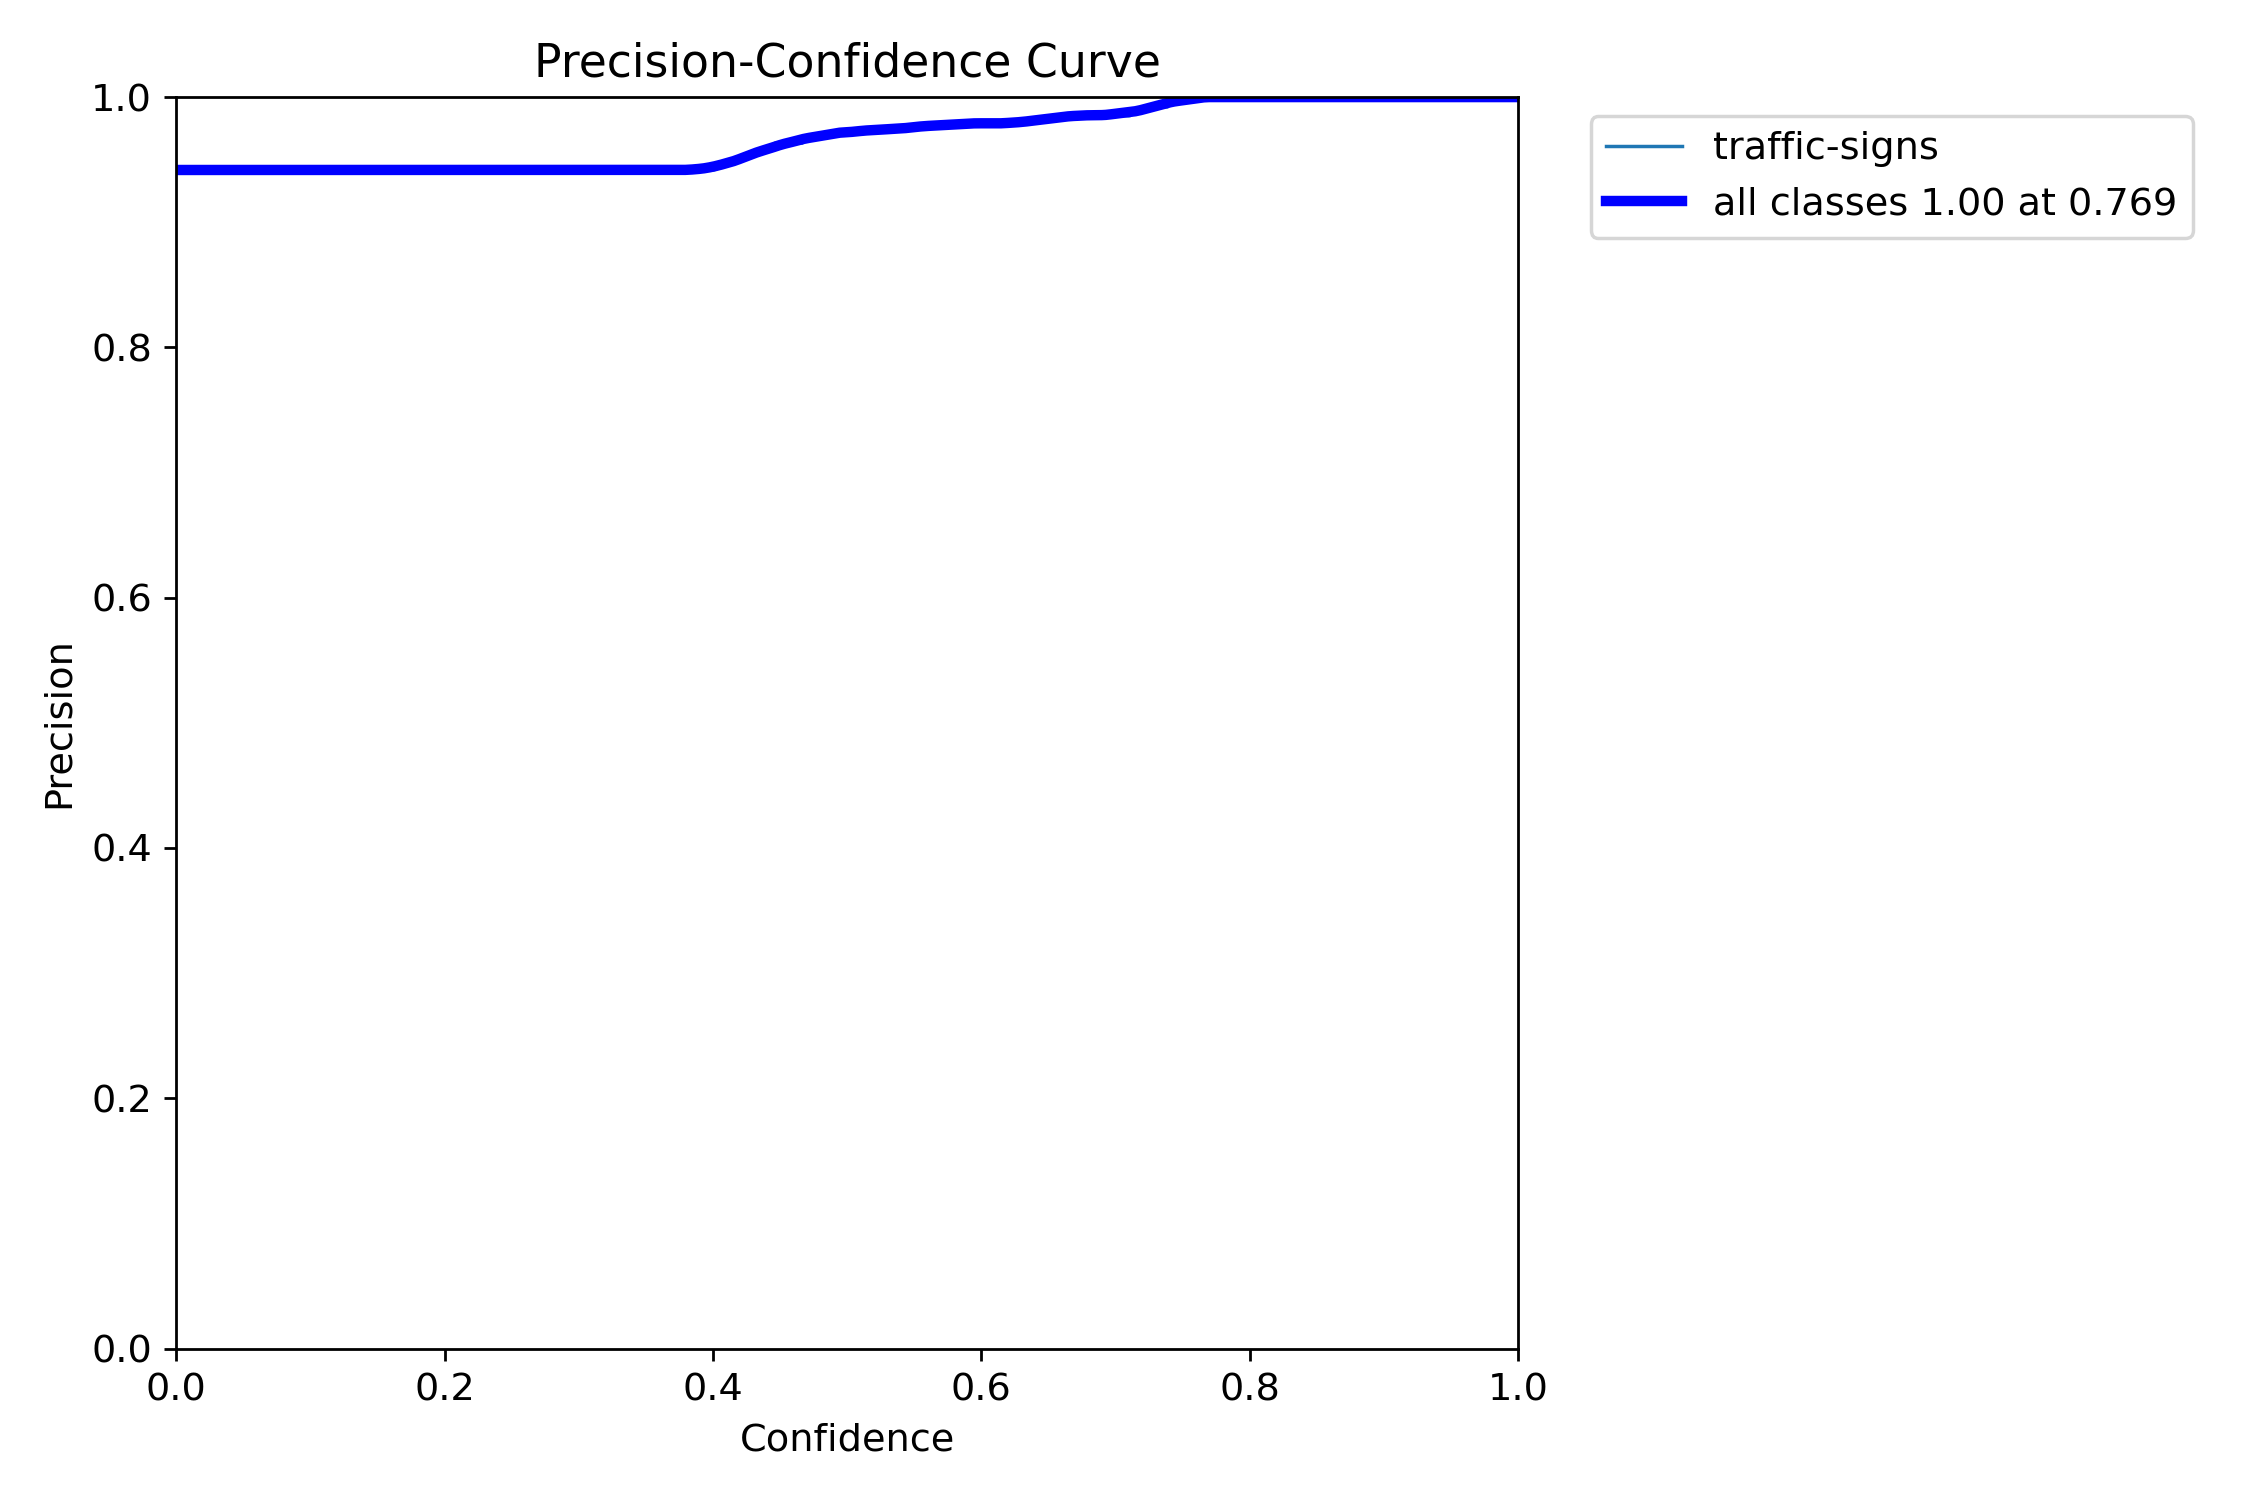 Precision-Confidence Curve
1.0
0.8
0.6
0.4
0.2
0.0
Precision
0.0 0.2 0.4 0.6 0.8 1.0
Confidence
traffic-signs
all classes 1.00 at 0.769